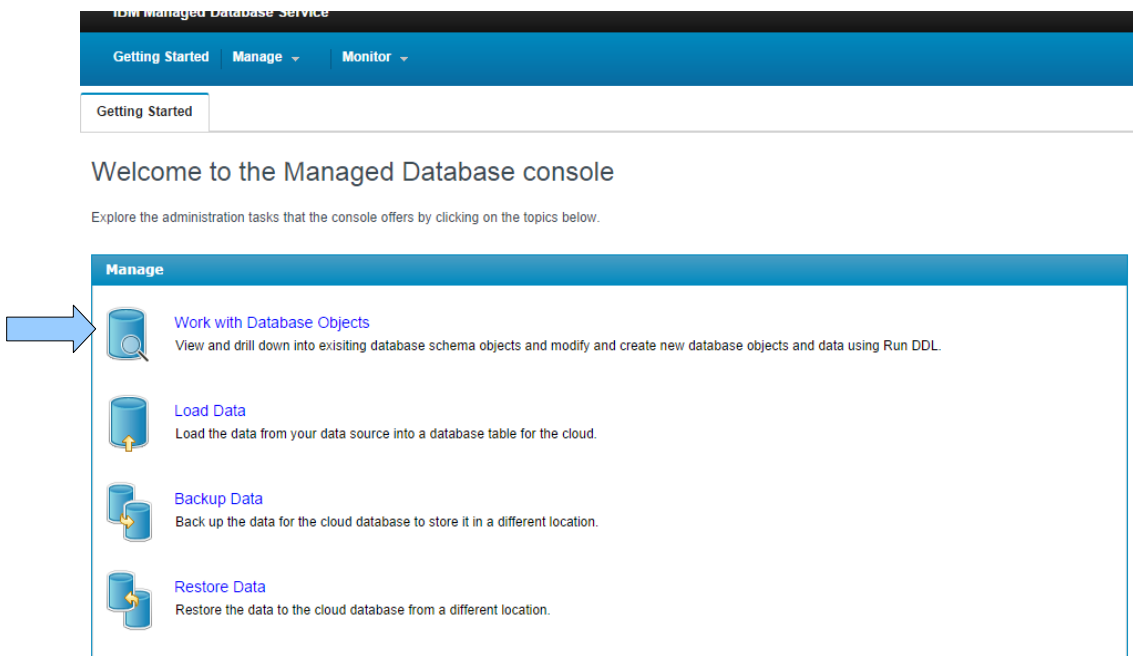 IBM Managed Database Service
Getting Started Manage Monitor
Getting Started
Welcome to the Managed Database console
Explore the administration tasks that the console offers by clicking on the topics below.
Manage
Work with Database Objects
View and drill down into exisiting database schema objects and modify and create new database objects and data using Run DDL.
Load Data
Load the data from your data source into a database table for the cloud.
Backup Data
Back up the data for the cloud database to store it in a different location.
Restore Data
Restore the data to the cloud database from a different location.